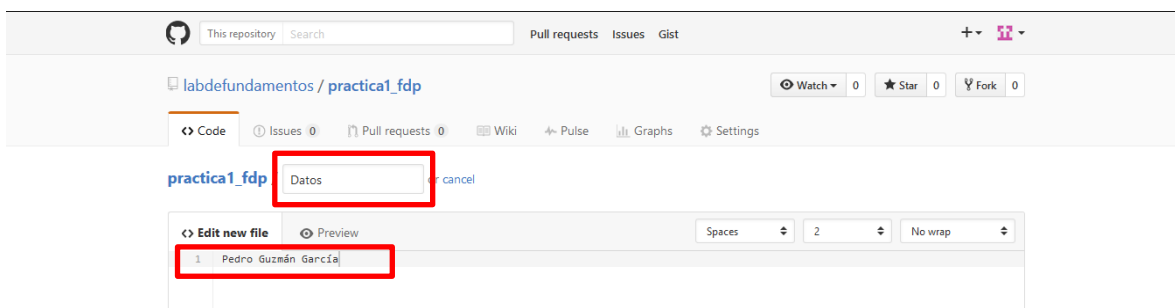 This repository Search Pull requests Issues Gist
labdefundamentos / practica1_fdp Watch 0 Star 0 Fork 0
Code Issues 0 Pull requests 0 Wiki Pulse Graphs Settings
practica1_fdp Datos or cancel
Edit new file Preview Spaces 2 No wrap
1 Pedro Guzmán García